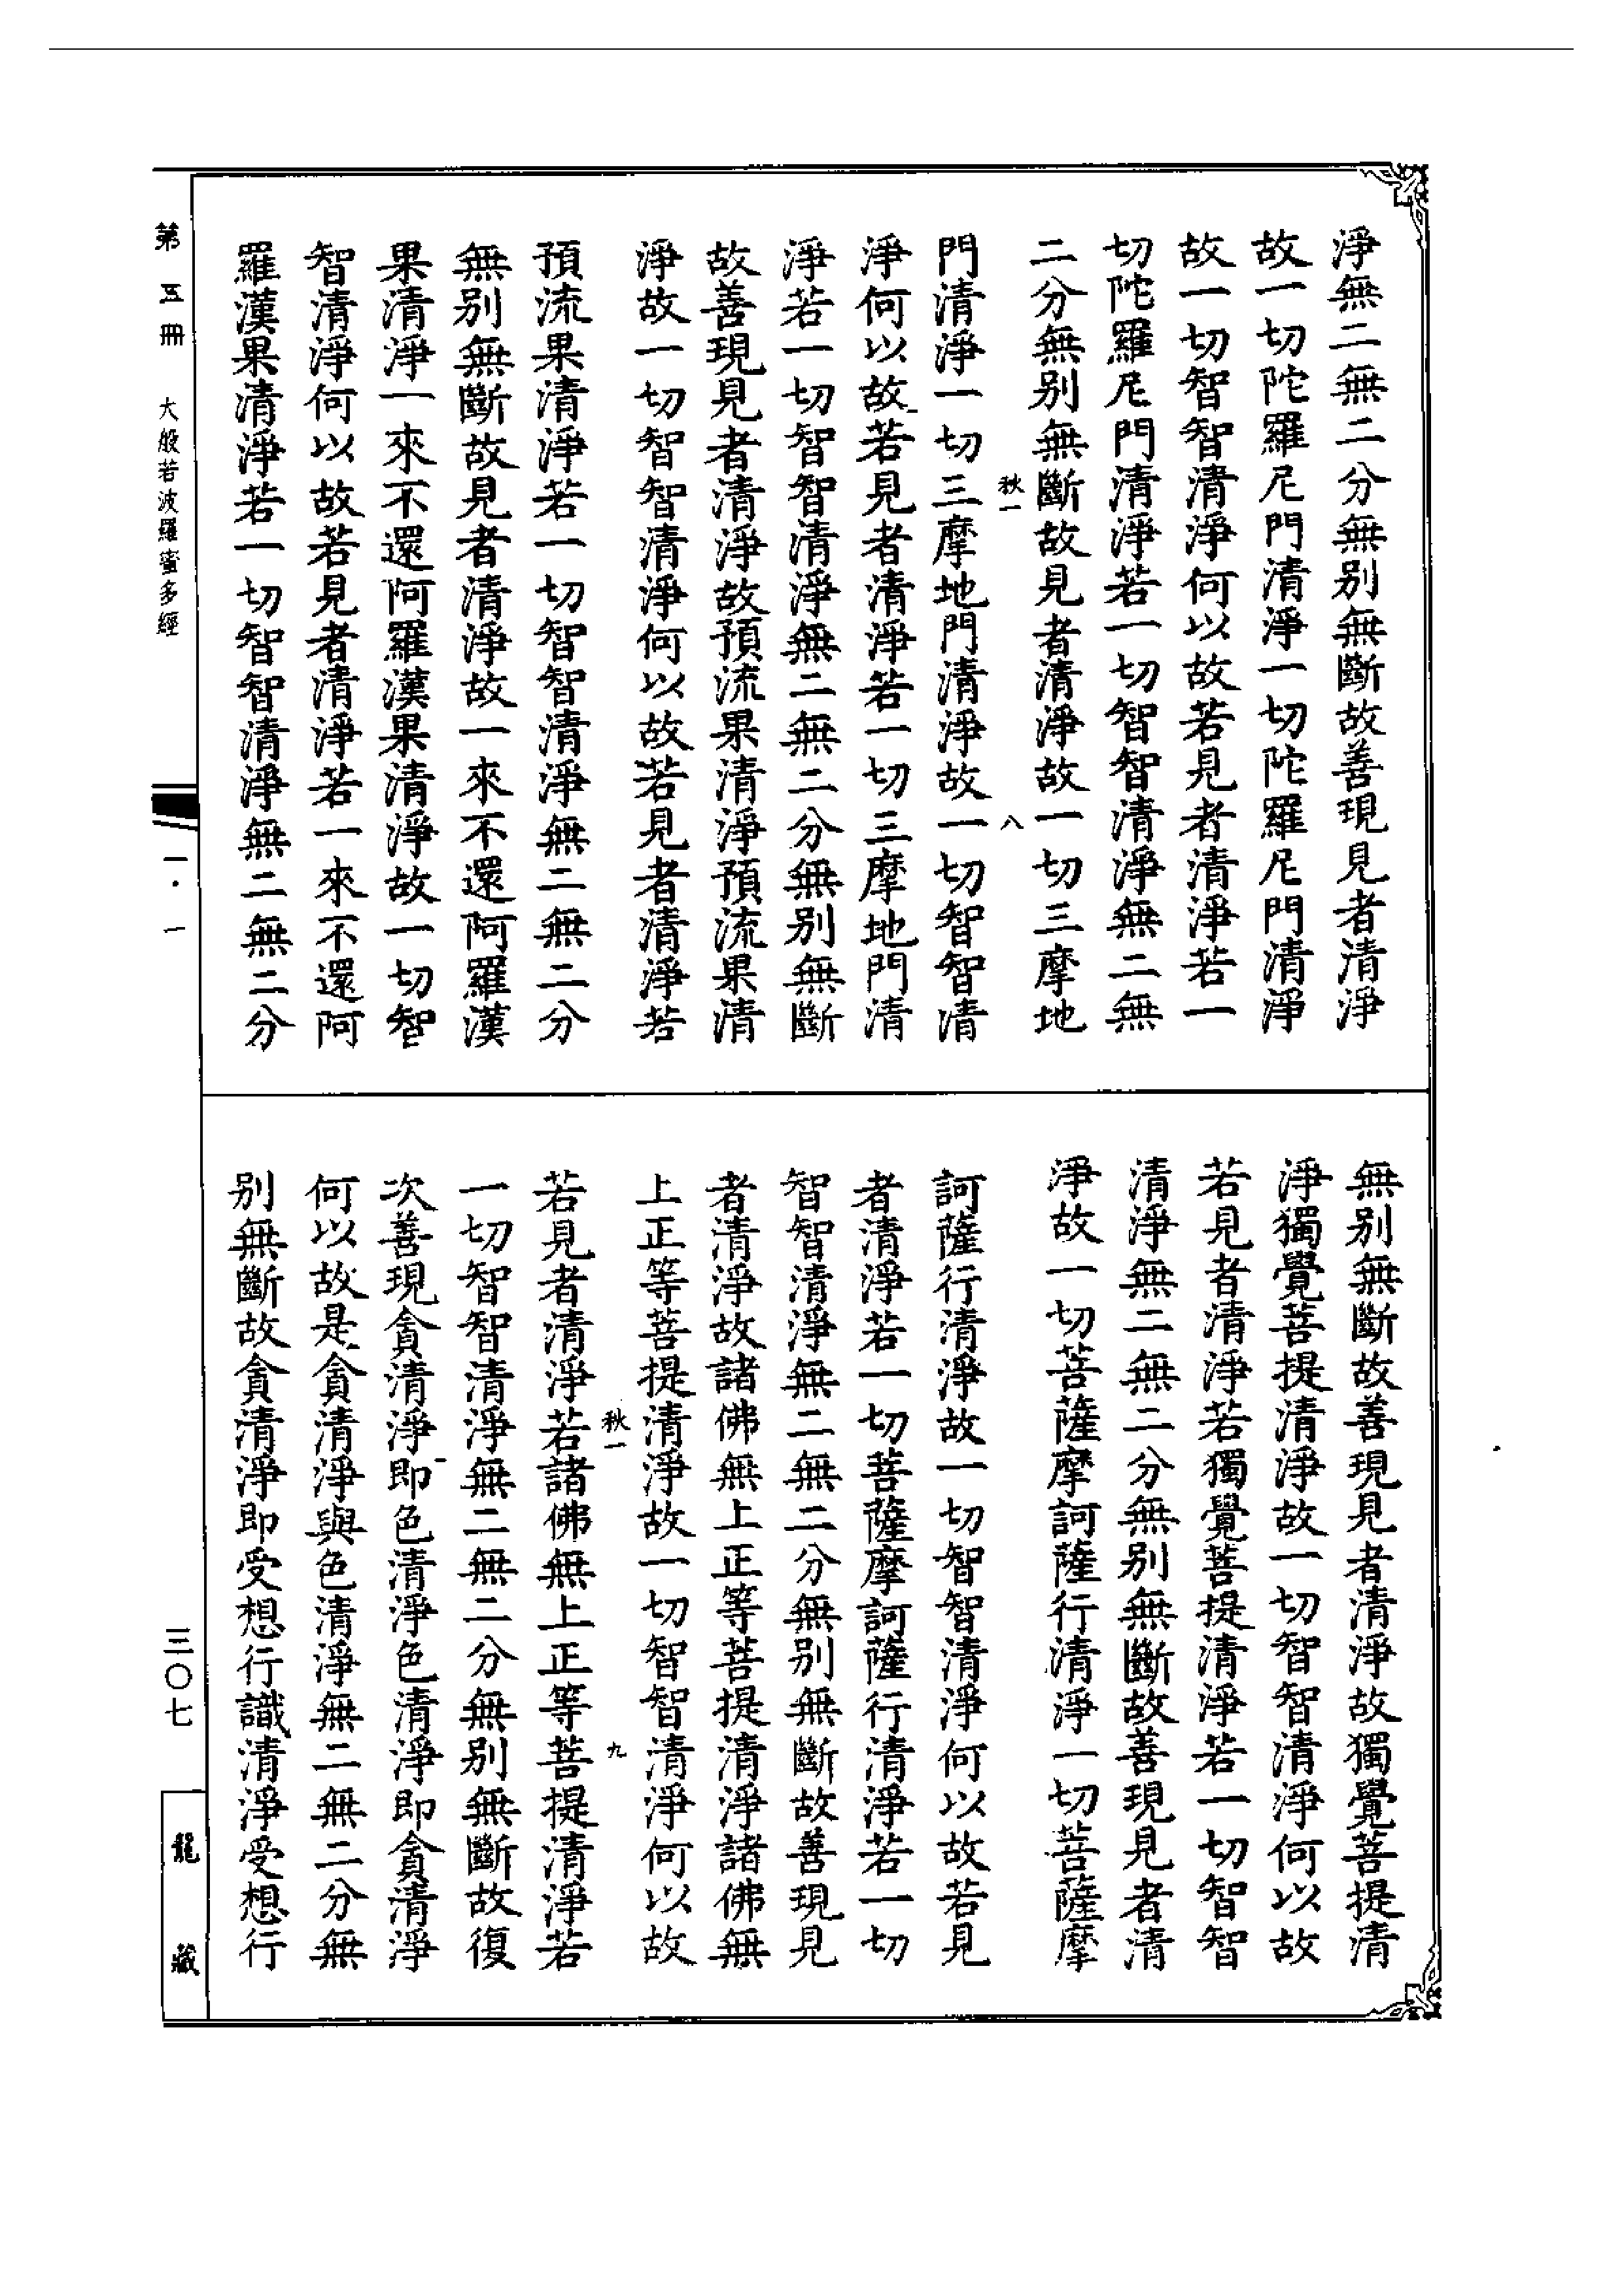 淨無二無二分無別無斷故善現見者清淨
故一切陀羅尼門清淨一切陀羅尼門清淨
故一切智智清淨何以故若見者清淨若一
切陀羅尼門清淨若一切智智清淨無二無
二分無別無斷故見者清淨故一切三摩地
秋一
八
門清淨一切三摩地門清淨故一切智智清
淨何以故若見者清淨若一切三摩地門清
淨若一切智智清淨無二無二分無別無斷
故善現見者清淨故預流果清淨預流果清
淨故一切智智清淨何以故若見者清淨若
預流果清淨若一切智智清淨無二無二分
無別無斷故見者清淨故一來不還阿羅漢
果清淨一來不還阿羅漢果清淨故一切智
智清淨何以故若見者清淨若一來不還阿
羅漢果清淨若一切智智清淨無二無二分
無別無斷故善現見者清淨故獨覺菩提清
淨獨覺菩提清淨故一切智智清淨何以故
若見者清淨若獨覺菩提清淨若一切智智
清淨無二無二分無別無斷故善現見者清
淨故一切菩薩摩訶薩行清淨一切菩薩摩
訶薩行清淨故一切智智清淨何以故若見
者清淨若一切菩薩摩訶薩行清淨若一切
智智清淨無二無二分無別無斷故善現見
者清淨故諸佛無上正等菩提清淨諸佛無
上正等菩提清淨故一切智智清淨何以故
秋一
九
若見者清淨若諸佛無上正等菩提清淨若
一切智智清淨無二無二分無別無斷故復
次善現貪清淨即色清淨色清淨即貪清淨
何以故是貪清淨與色清淨無二無二分無
別無斷故貪清淨即受想行識清淨受想行
第五冊
大般若波羅蜜多經
一·一
三〇七
龍藏